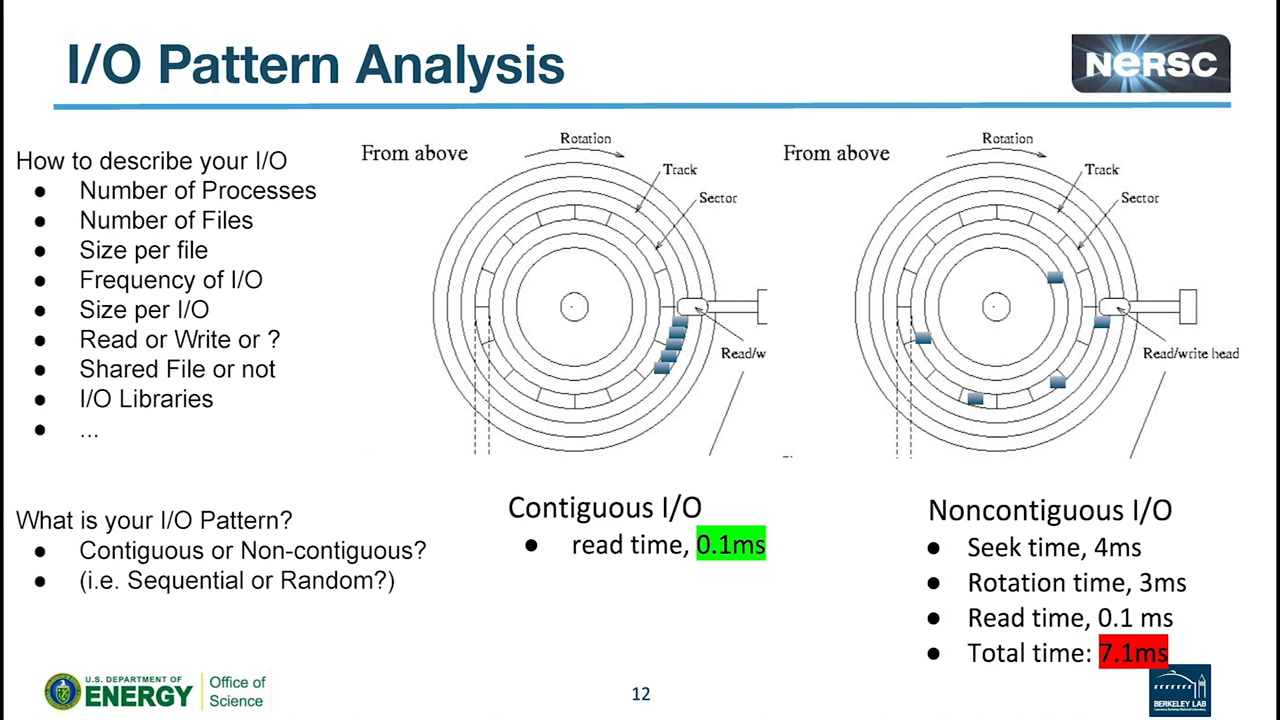 I/O Pattern Analysis
NERSC
How to describe your I/O
● Number of Processes
● Number of Files
● Size per file
● Frequency of I/O
● Size per I/O
● Read or Write or ?
● Shared File or not
● I/O Libraries
● ...
What is your I/O Pattern?
● Contiguous or Non-contiguous?
● (i.e. Sequential or Random?)
From above
Rotation
Track
Sector
Read/w
Contiguous I/O
● read time, 0.1ms
From above
Rotation
Track
Sector
Read/write head
Noncontiguous I/O
● Seek time, 4ms
● Rotation time, 3ms
● Read time, 0.1 ms
● Total time: 7.1ms
U.S. DEPARTMENT OF
ENERGY
Office of
Science
12
BERKELEY LAB